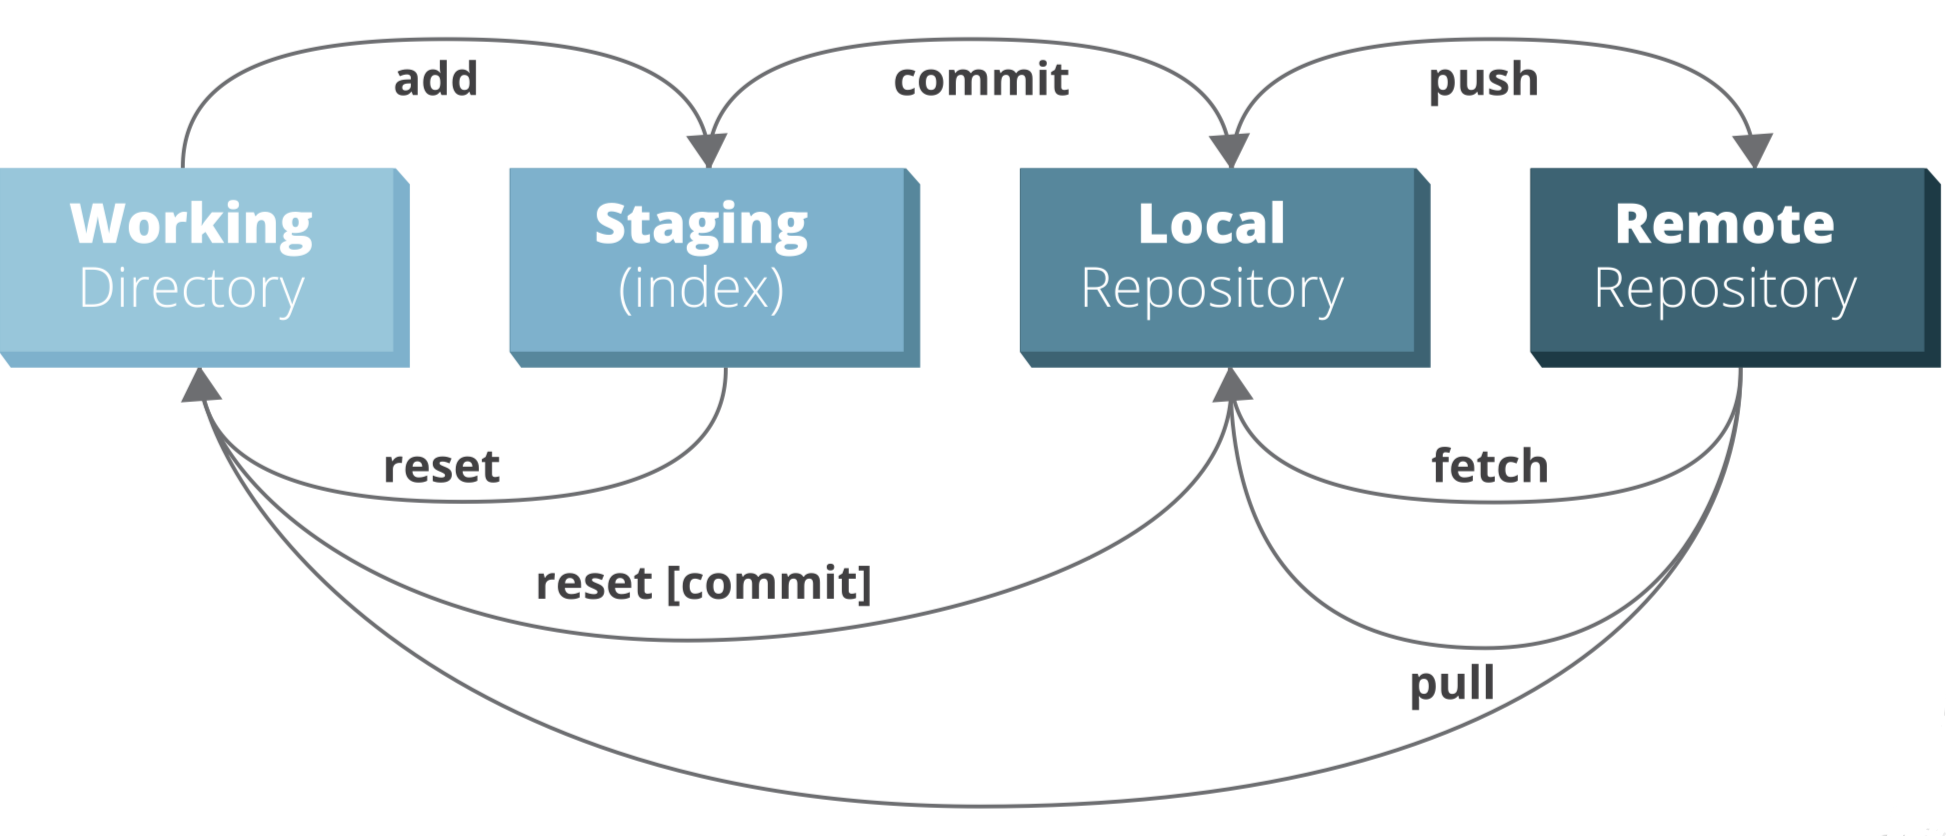 add
commit
push
Working
Directory
Staging
(index)
Local
Repository
Remote
Repository
reset
fetch
reset [commit]
pull